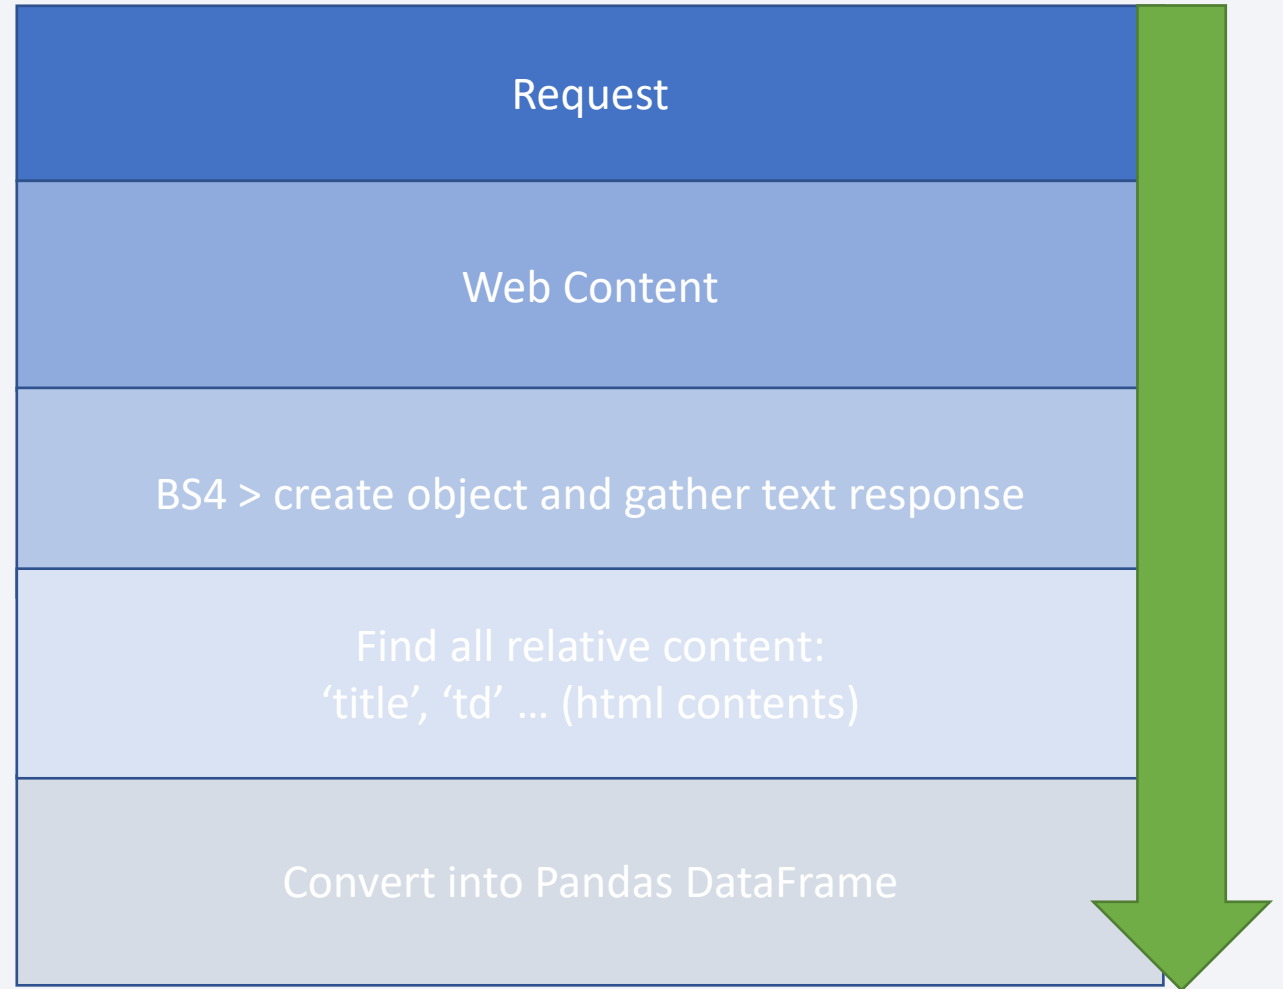 Request
Web Content
BS4 > create object and gather text response
Find all relative content:
‘title’, ‘td’ … (html contents)
Convert into Pandas DataFrame